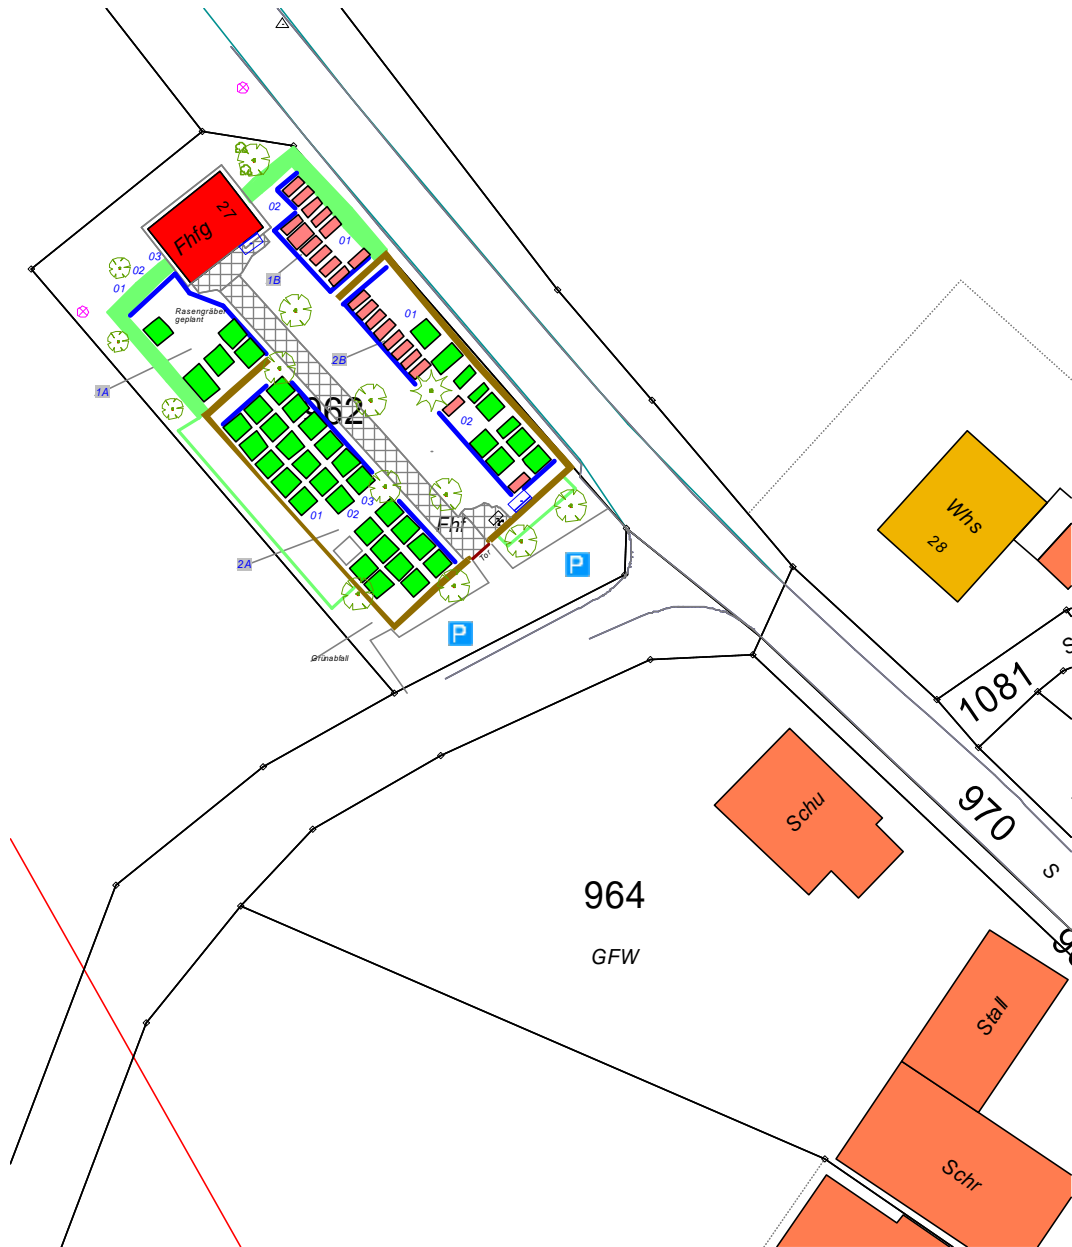 27
Fhfg
02
01
03
02
01
1B
Rasengräber
geplant
01
2B
1A
962
02
03
01
02
Fhf
Tor
2A
P
P
Grünabfall
Whs
28
1081
S
970
S
Schu
964
GFW
Stall
Schr